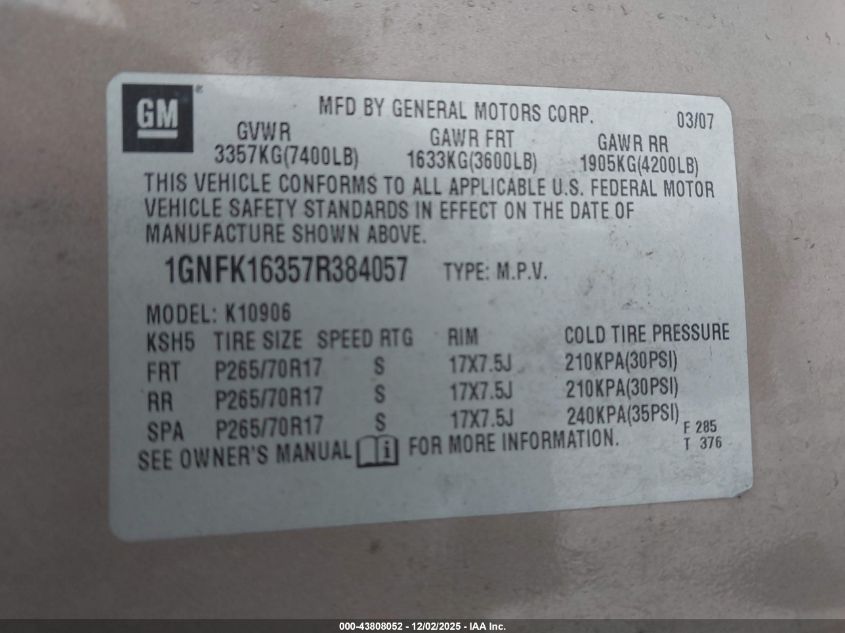 GM
MFD BY GENERAL MOTORS CORP. 03/07
GVWR GAWR FRT GAWR RR
3357KG(7400LB) 1633KG(3600LB) 1905KG(4200LB)
THIS VEHICLE CONFORMS TO ALL APPLICABLE U.S. FEDERAL MOTOR
VEHICLE SAFETY STANDARDS IN EFFECT ON THE DATE OF
MANUFACTURE SHOWN ABOVE.
1GNFK16357R384057 TYPE: M.P.V.
MODEL: K10906
KSH5 TIRE SIZE SPEED RTG RIM COLD TIRE PRESSURE
FRT P265/70R17 S 17X7.5J 210KPA(30PSI)
RR P265/70R17 S 17X7.5J 210KPA(30PSI)
SPA P265/70R17 S 17X7.5J 240KPA(35PSI)
F 285
T 376
SEE OWNER'S MANUAL i FOR MORE INFORMATION.
000-43808052 - 12/02/2025 - IAA Inc.